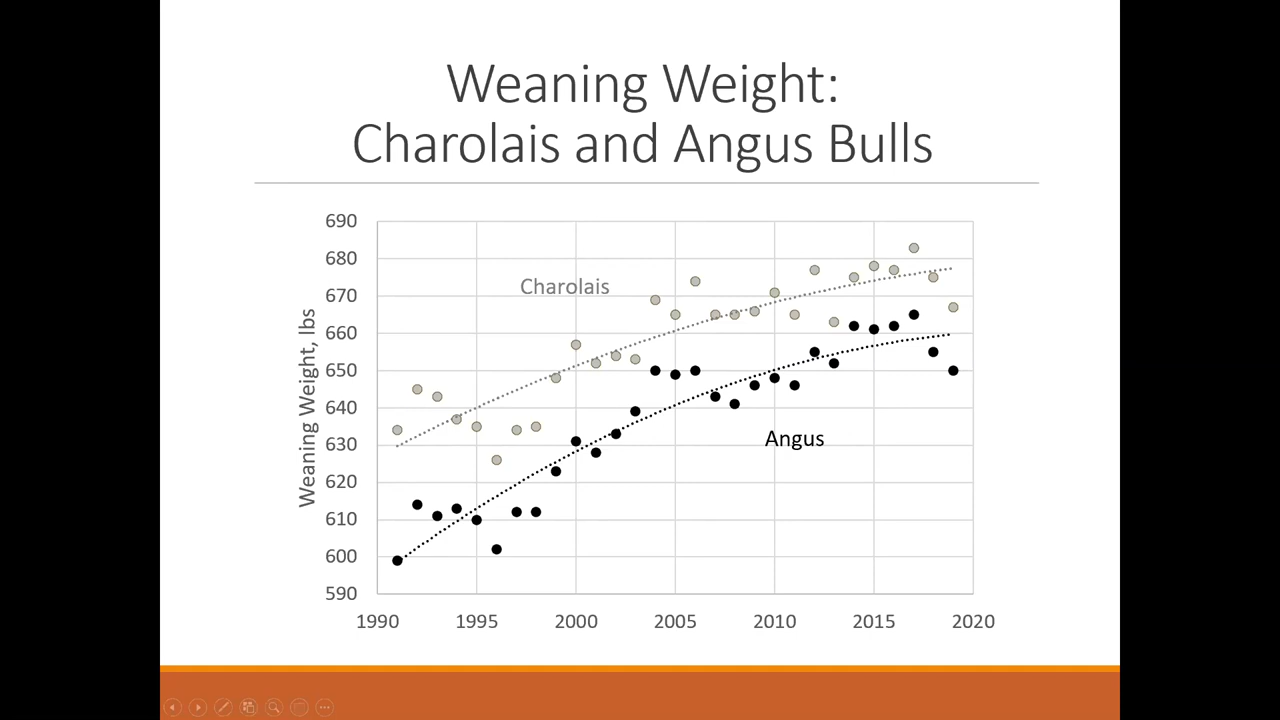 Weaning Weight:
Charolais and Angus Bulls
Weaning Weight, lbs
690
680
670
660
650
640
630
620
610
600
590
Charolais
Angus
1990 1995 2000 2005 2010 2015 2020